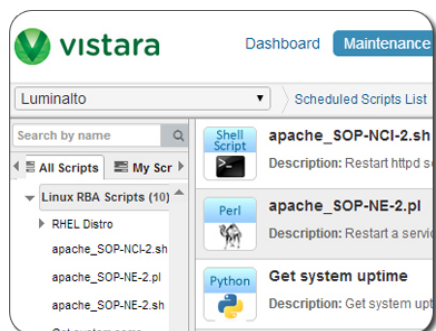 vistara
Dashboard Maintenance
Luminalto
Scheduled Scripts List
Search by name
All Scripts My Scr
Linux RBA Scripts (10)
RHEL Distro
apache_SOP-NCI-2.sh
apache_SOP-NE-2.pl
apache_SOP-NE-2.sh
Shell
Script
apache_SOP-NCI-2.sh
Description: Restart httpd s
Perl
apache_SOP-NE-2.pl
Description: Restart a servic
Python
Get system uptime
Description: Get system upt